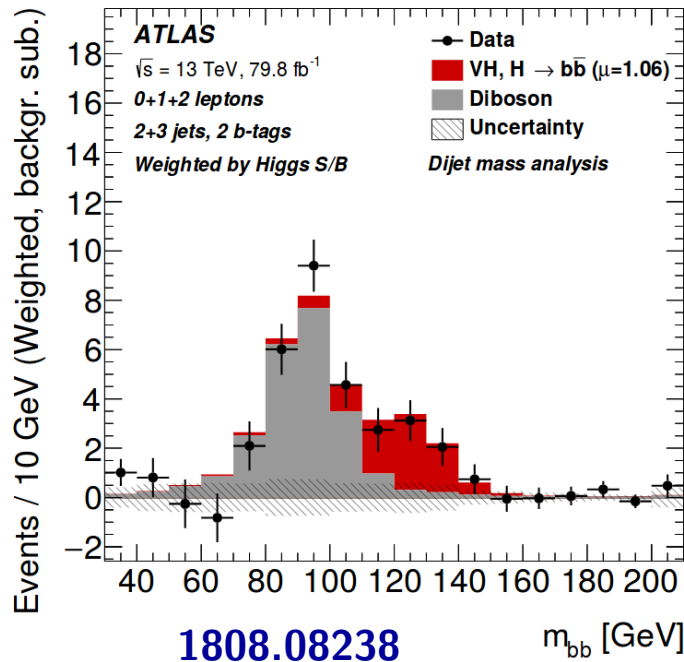 ATLAS
√s = 13 TeV, 79.8 fb⁻¹
0+1+2 leptons
2+3 jets, 2 b-tags
Weighted by Higgs S/B
Data
VH, H → bb̄ (μ=1.06)
Diboson
Uncertainty
Dijet mass analysis
Events / 10 GeV (Weighted, backgr. sub.)
18
16
14
12
10
8
6
4
2
0
−2
40 60 80 100 120 140 160 180 200
m_bb [GeV]
1808.08238